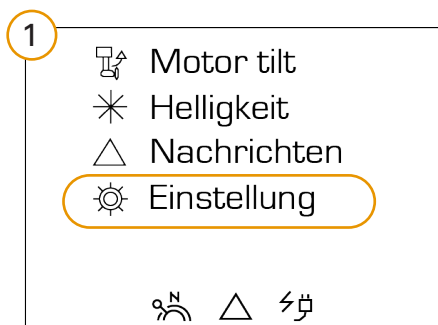 1
Motor tilt
Helligkeit
Nachrichten
Einstellung
N